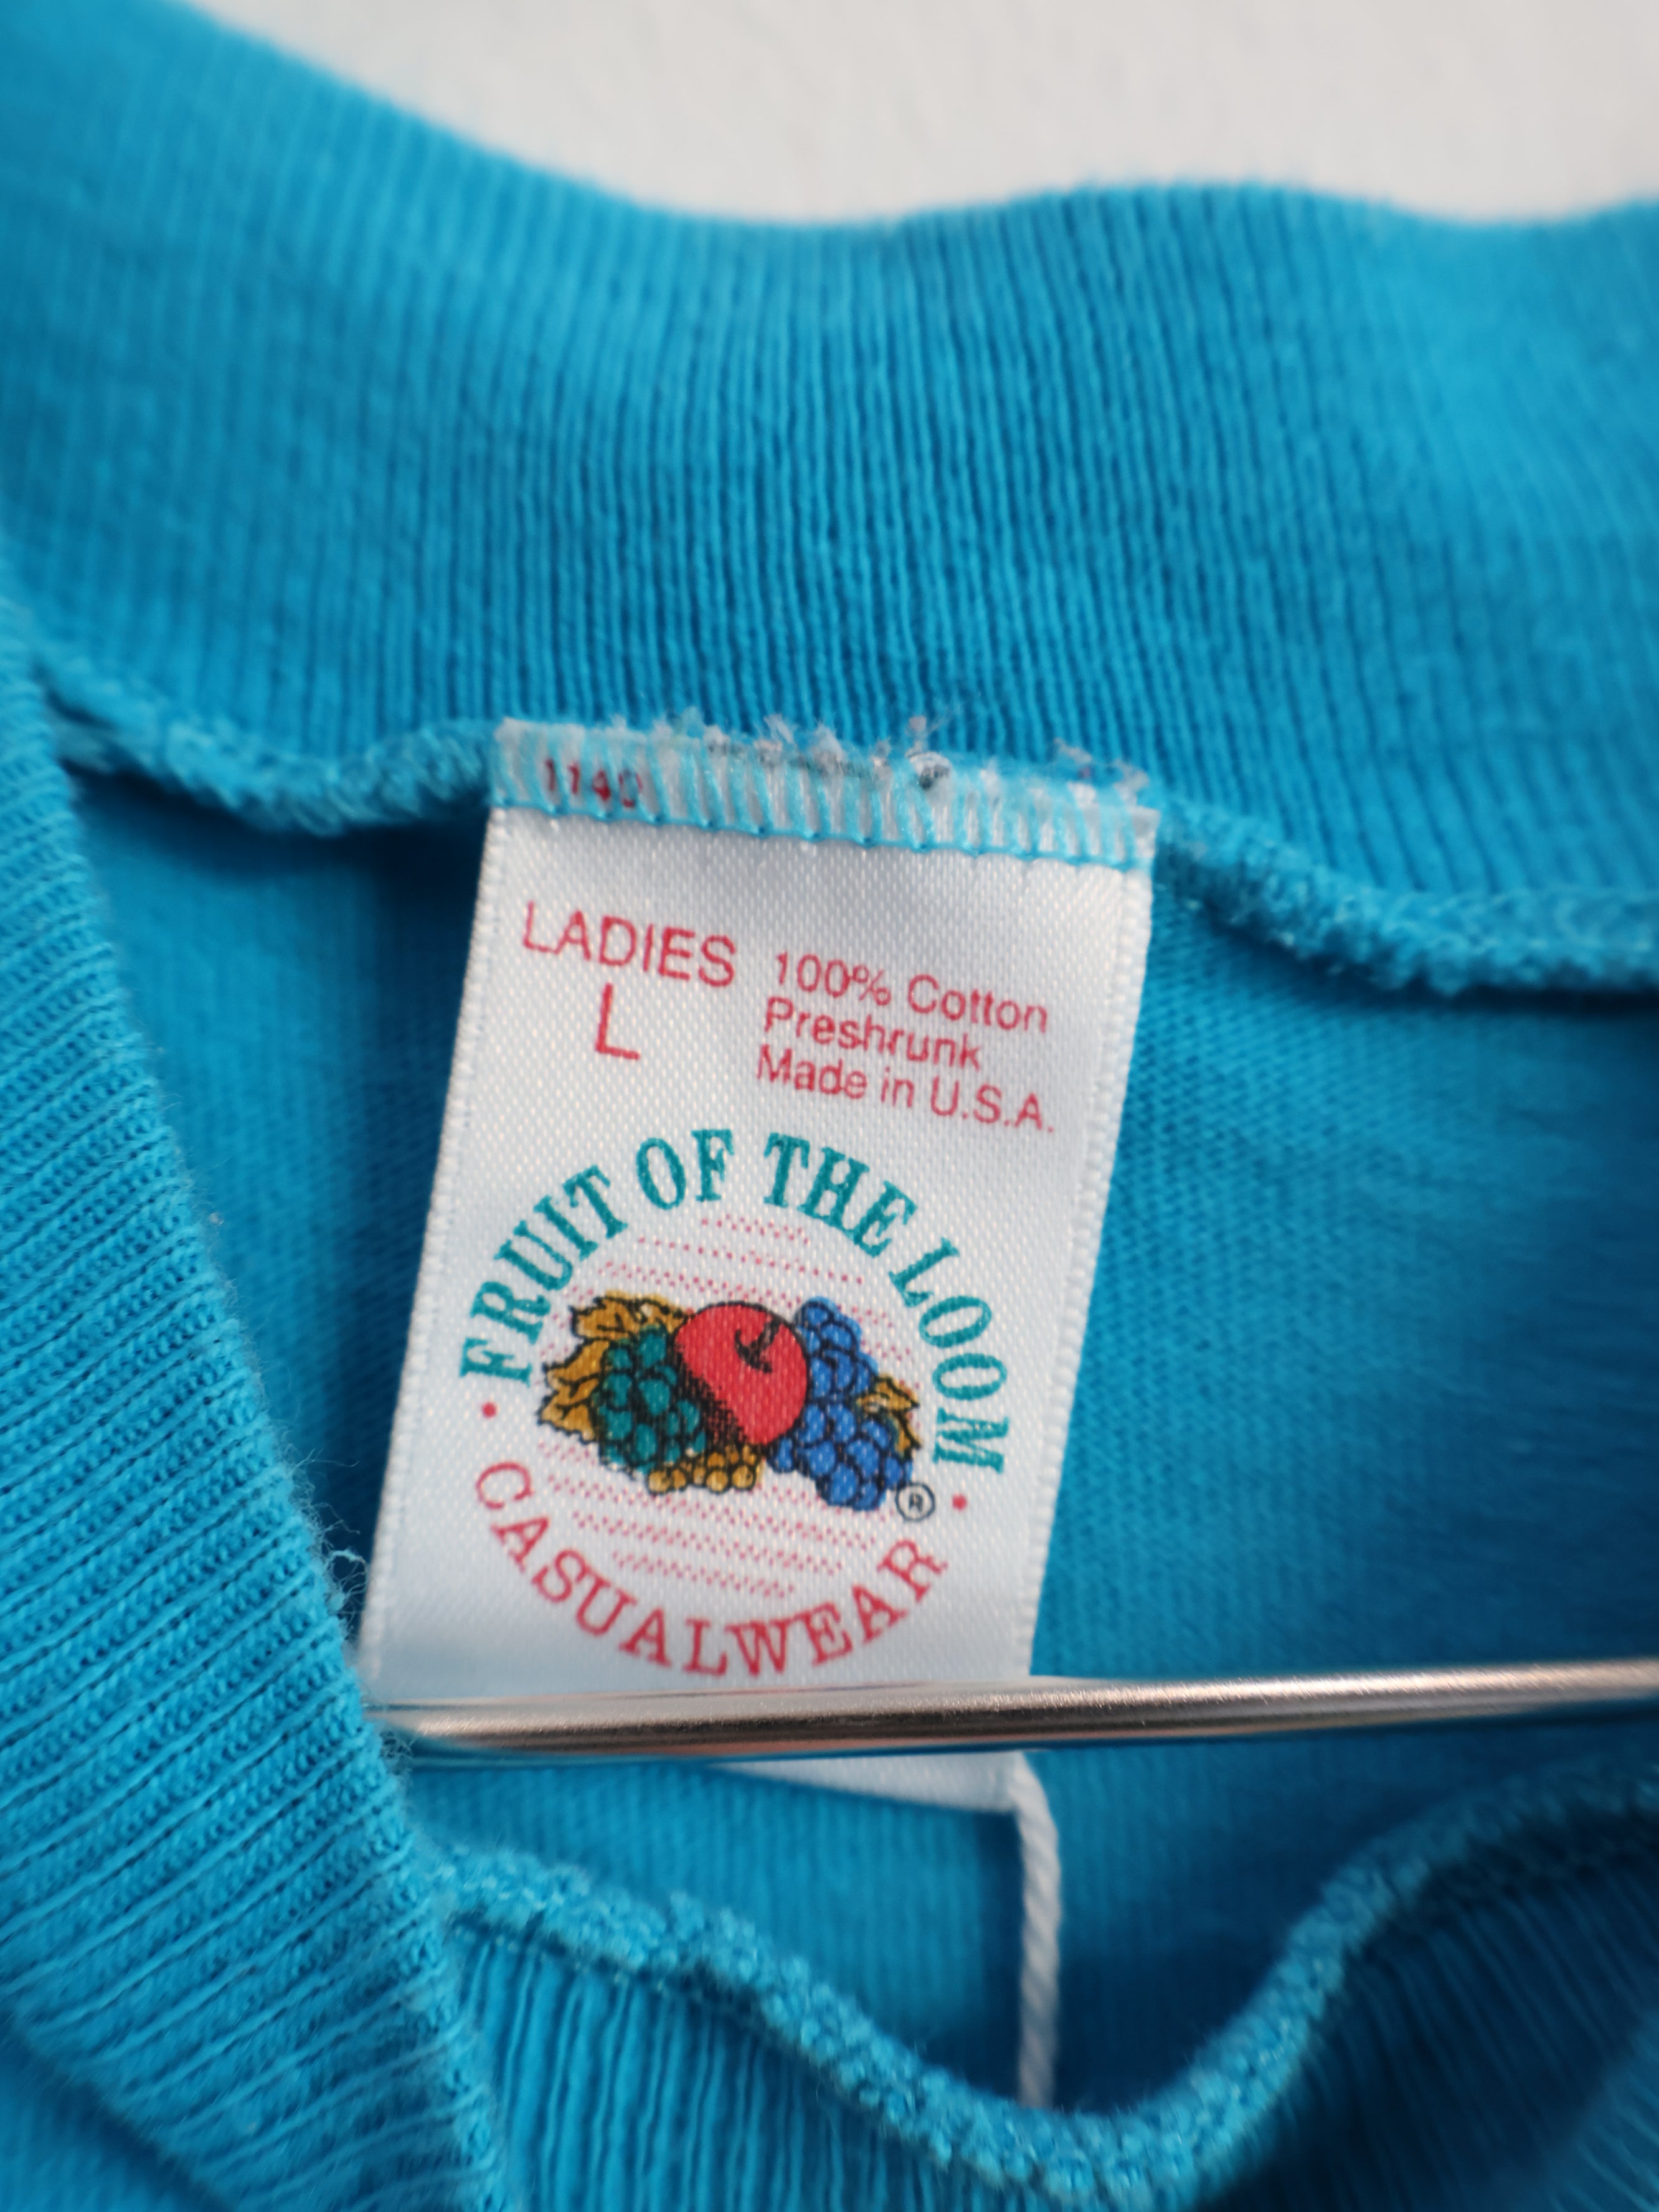 LADIES
L
100% Cotton
Preshrunk
Made in U.S.A.
FRUIT OF THE LOOM
®
CASUALWEAR